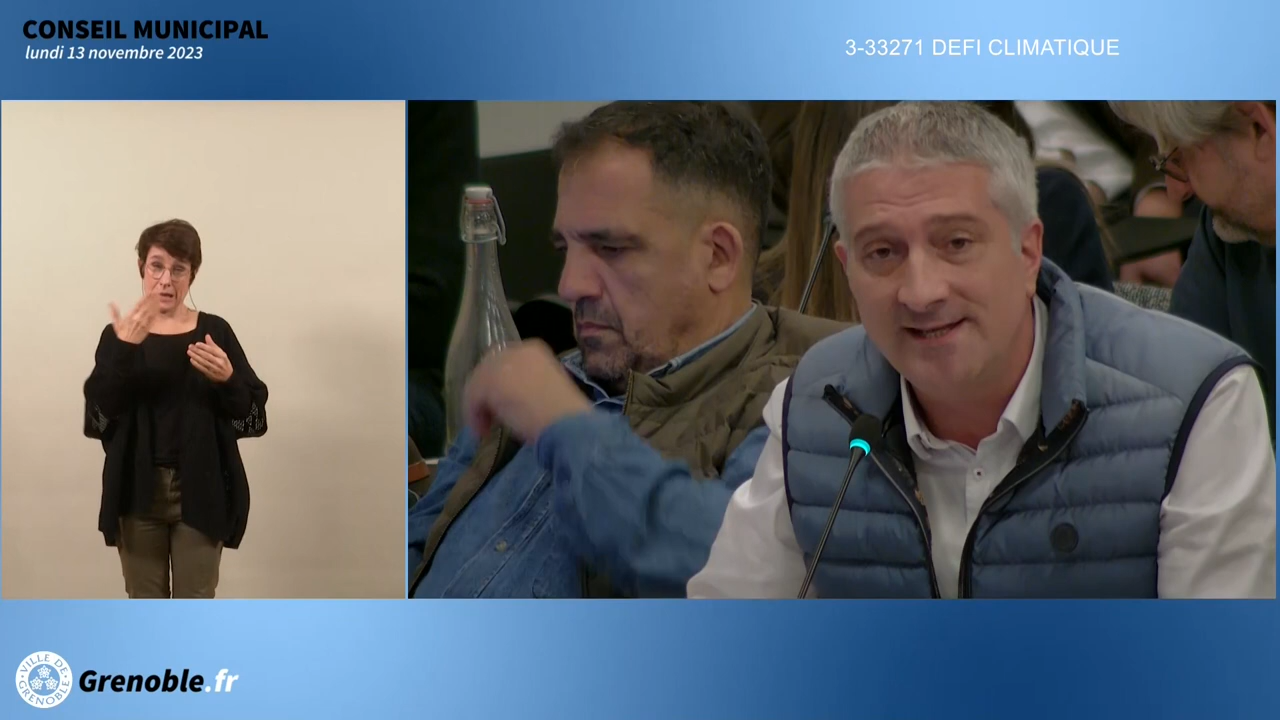 CONSEIL MUNICIPAL
lundi 13 novembre 2023
3-33271 DEFI CLIMATIQUE
VILLE DE GRENOBLE
Grenoble.fr